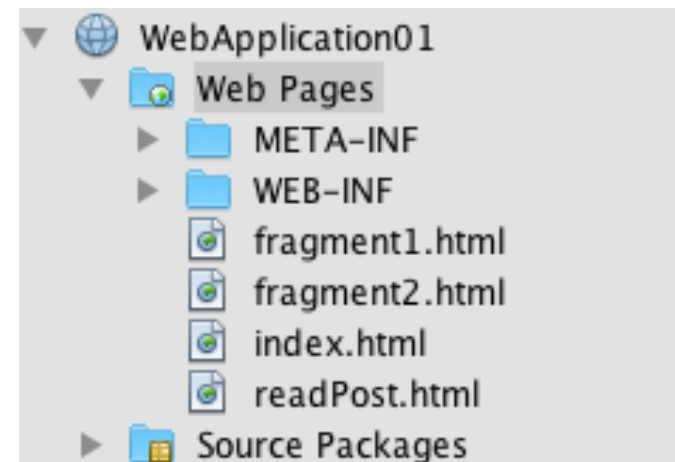 WebApplication01
Web Pages
META-INF
WEB-INF
fragment1.html
fragment2.html
index.html
readPost.html
Source Packages